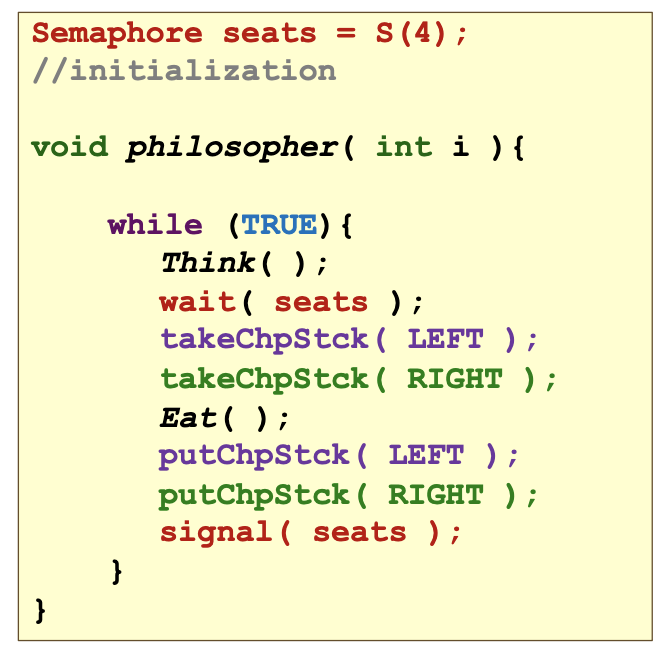 Semaphore seats = S(4);
//initialization
void philosopher( int i ){
while (TRUE){
Think( );
wait( seats );
takeChpStck( LEFT );
takeChpStck( RIGHT );
Eat( );
putChpStck( LEFT );
putChpStck( RIGHT );
signal( seats );
}
}